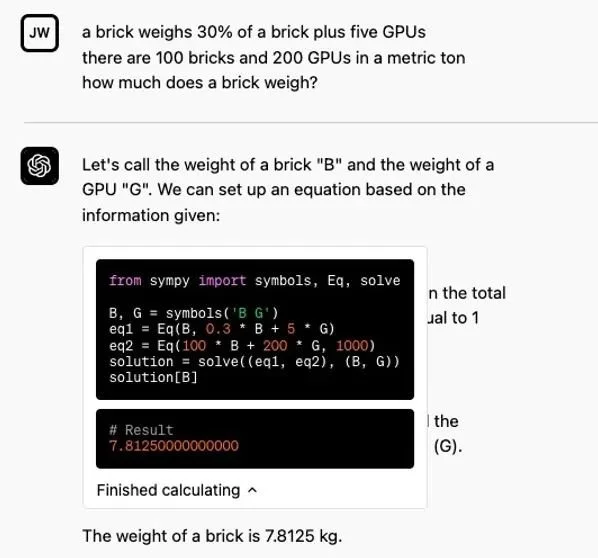 JW
a brick weighs 30% of a brick plus five GPUs
there are 100 bricks and 200 GPUs in a metric ton
how much does a brick weigh?
Let's call the weight of a brick "B" and the weight of a
GPU "G". We can set up an equation based on the
information given:
from sympy import symbols, Eq, solve
n the total
B, G = symbols('B G')
ual to 1
eq1 = Eq(B, 0.3 * B + 5 * G)
eq2 = Eq(100 * B + 200 * G, 1000)
solution = solve((eq1, eq2), (B, G))
solution[B]
the
# Result
7.81250000000000
(G).
Finished calculating
The weight of a brick is 7.8125 kg.